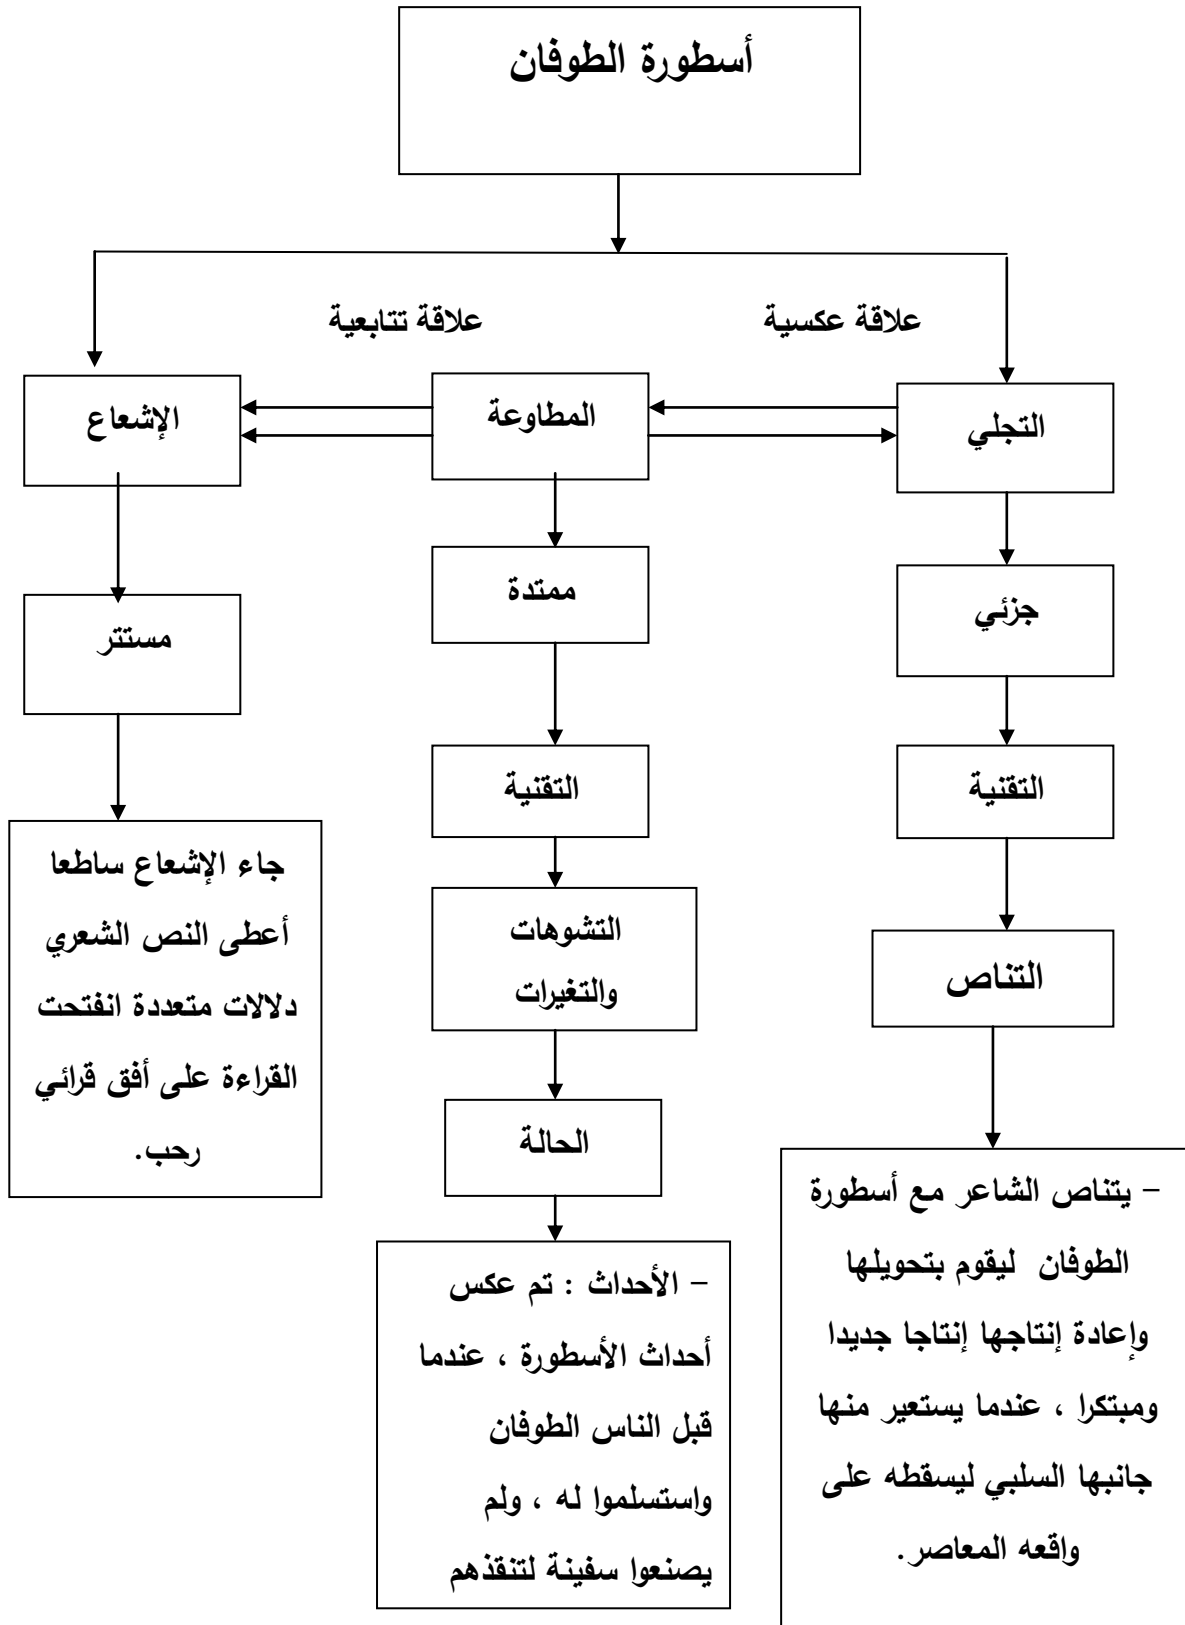 أسطورة الطوفان
علاقة عكسية
علاقة تتابعية
التجلي
المطاوعة
الإشعاع
جزئي
ممتدة
مستتر
التقنية
التقنية
التناص
التشوهات
والتغيرات
الحالة
جاء الإشعاع ساطعا
أعطى النص الشعري
دلالات متعددة انفتحت
القراءة على أفق قرائي
رحب.
– يتناص الشاعر مع أسطورة
الطوفان ليقوم بتحويلها
وإعادة إنتاجها إنتاجا جديدا
ومبتكرا ، عندما يستعير منها
جانبها السلبي ليسقطه على
واقعه المعاصر.
– الأحداث : تم عكس
أحداث الأسطورة ، عندما
قبل الناس الطوفان
واستسلموا له ، ولم
يصنعوا سفينة لتنقذهم